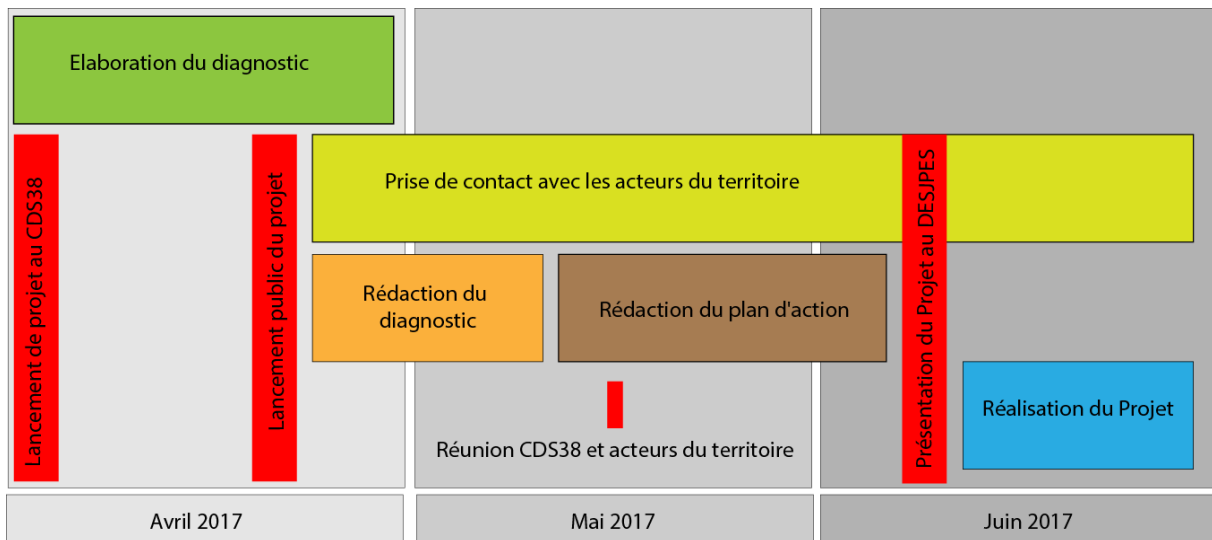 Elaboration du diagnostic
Lancement de projet au CDS38
Lancement public du projet
Prise de contact avec les acteurs du territoire
Présentation du Projet au DESJPES
Rédaction du
diagnostic
Rédaction du plan d'action
Réunion CDS38 et acteurs du territoire
Réalisation du Projet
Avril 2017
Mai 2017
Juin 2017